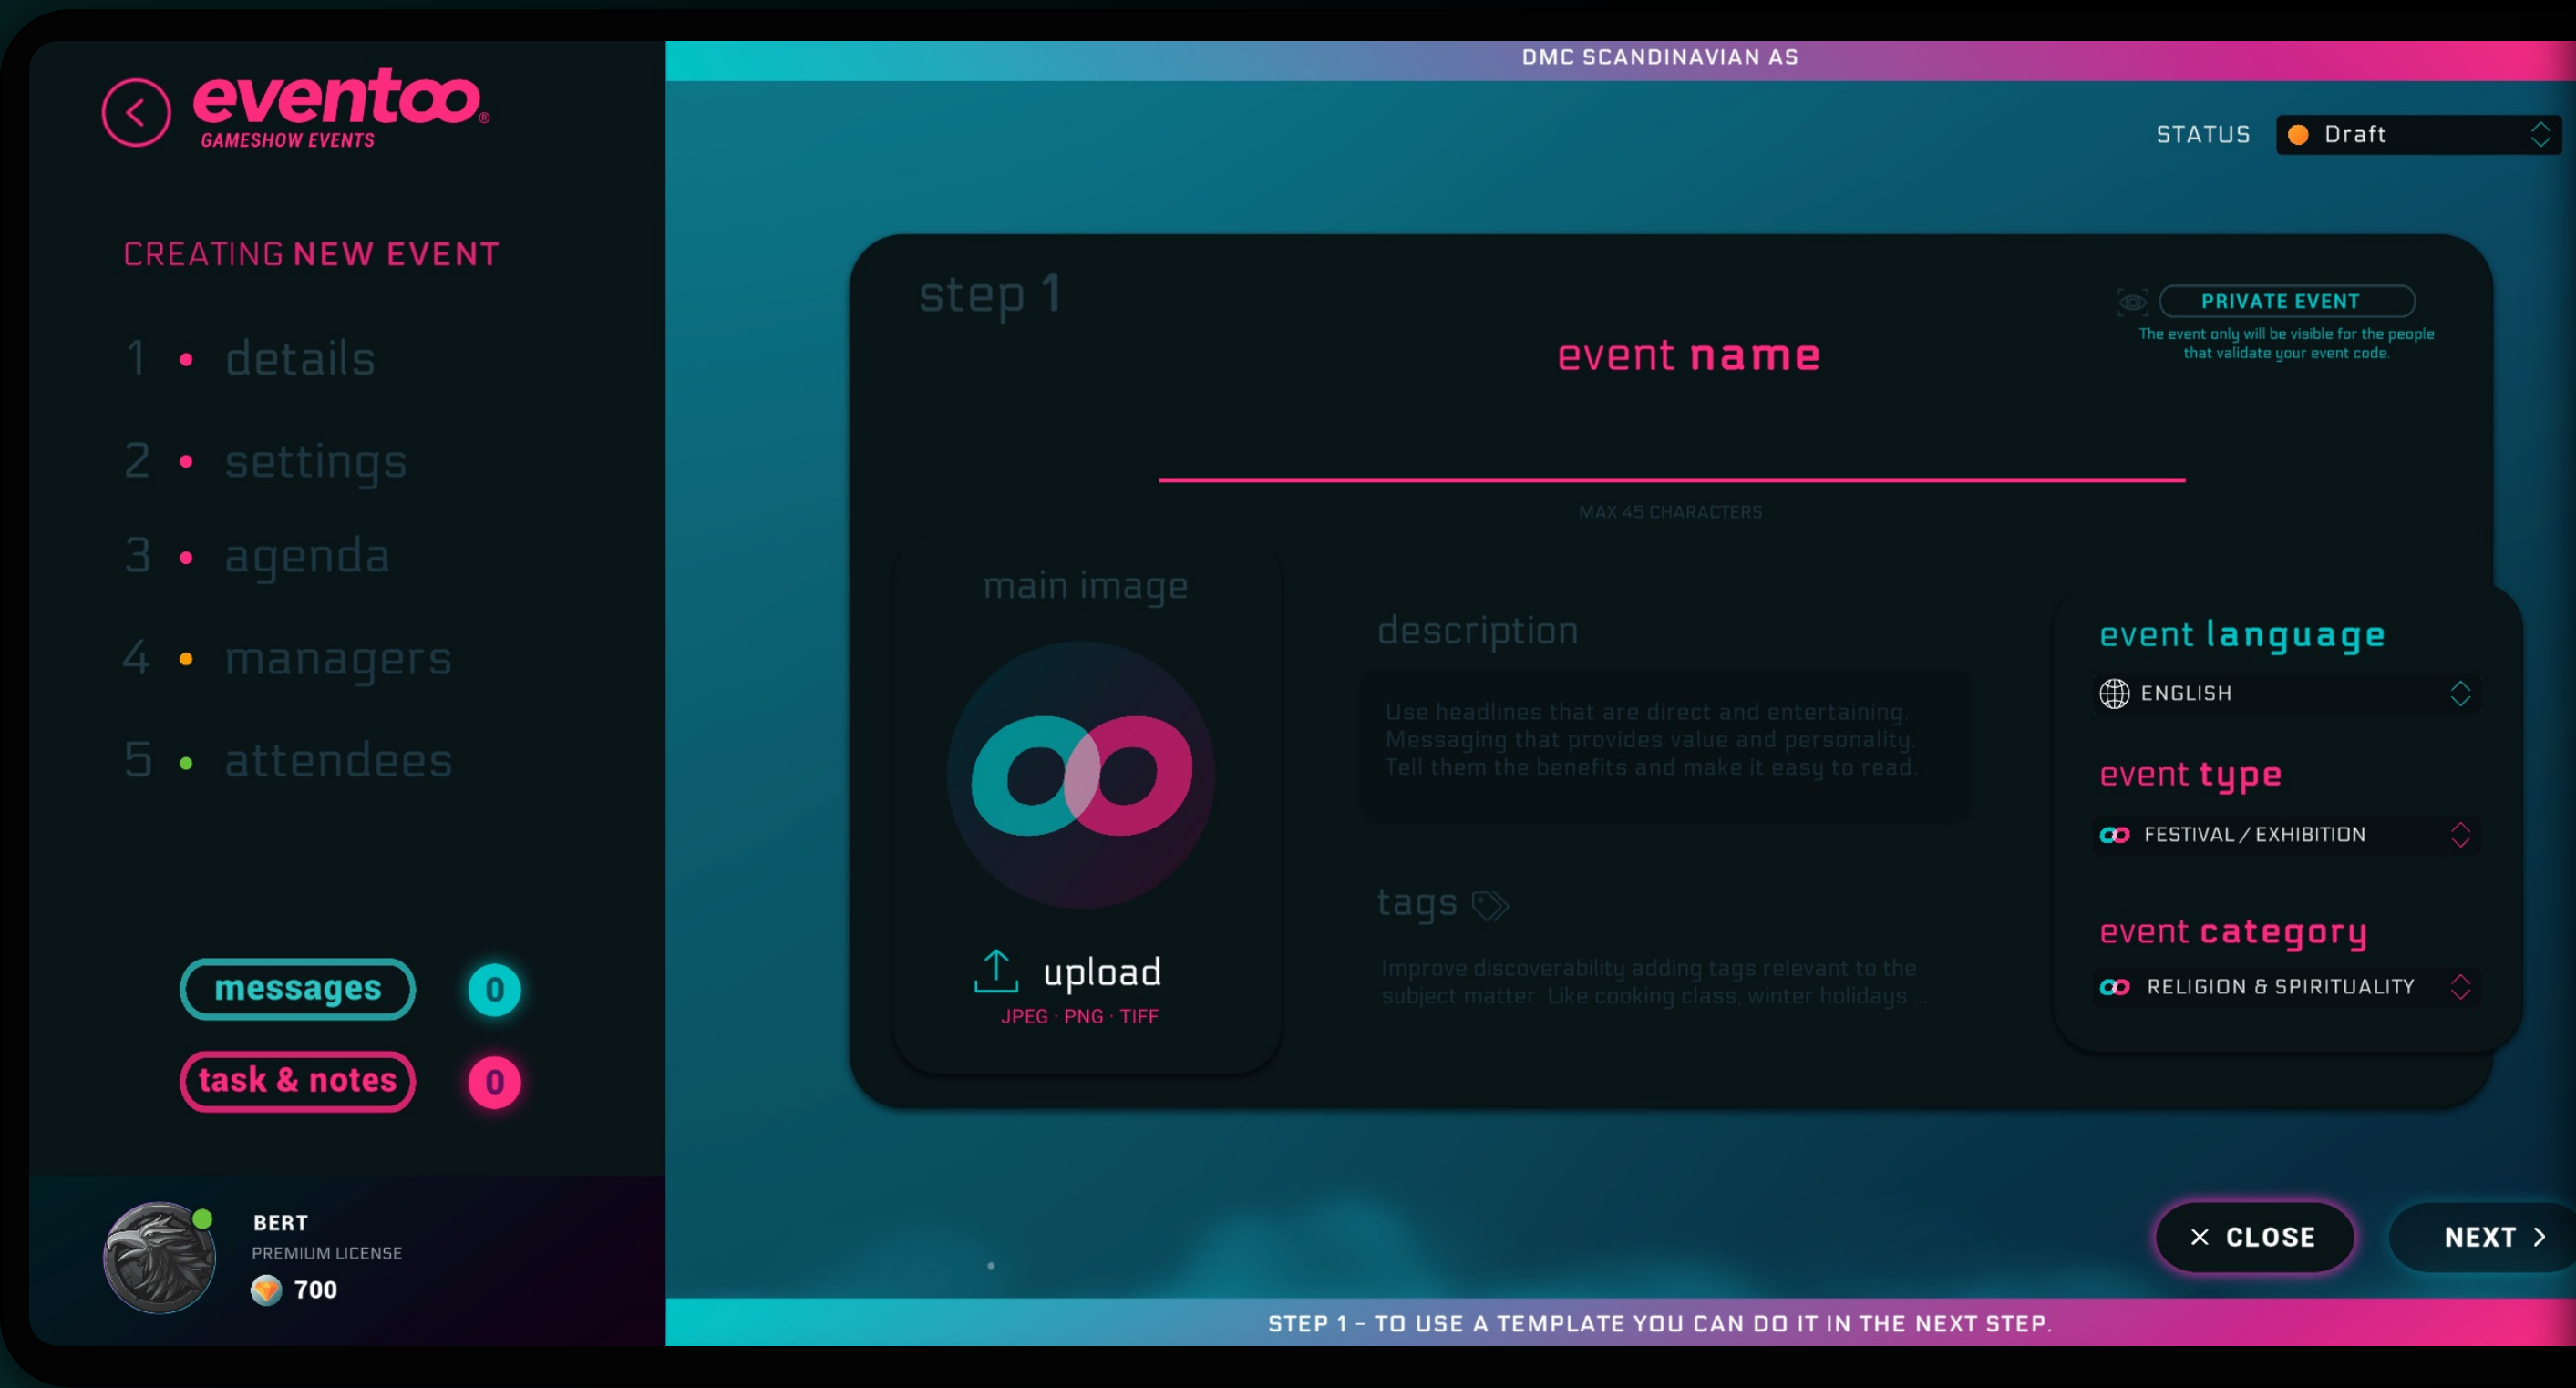 DMC SCANDINAVIAN AS
eventoo®
GAMESHOW EVENTS
STATUS
Draft
CREATING NEW EVENT
1 • details
2 • settings
3 • agenda
4 • managers
5 • attendees
messages 0
task & notes 0
BERT
PREMIUM LICENSE
700
step 1
PRIVATE EVENT
The event only will be visible for the people
that validate your event code.
event name
MAX 45 CHARACTERS
main image
upload
JPEG · PNG · TIFF
description
Use headlines that are direct and entertaining.
Messaging that provides value and personality.
Tell them the benefits and make it easy to read.
tags
Improve discoverability adding tags relevant to the
subject matter. Like cooking class, winter holidays ...
event language
ENGLISH
event type
FESTIVAL / EXHIBITION
event category
RELIGION & SPIRITUALITY
CLOSE
NEXT
STEP 1 - TO USE A TEMPLATE YOU CAN DO IT IN THE NEXT STEP.